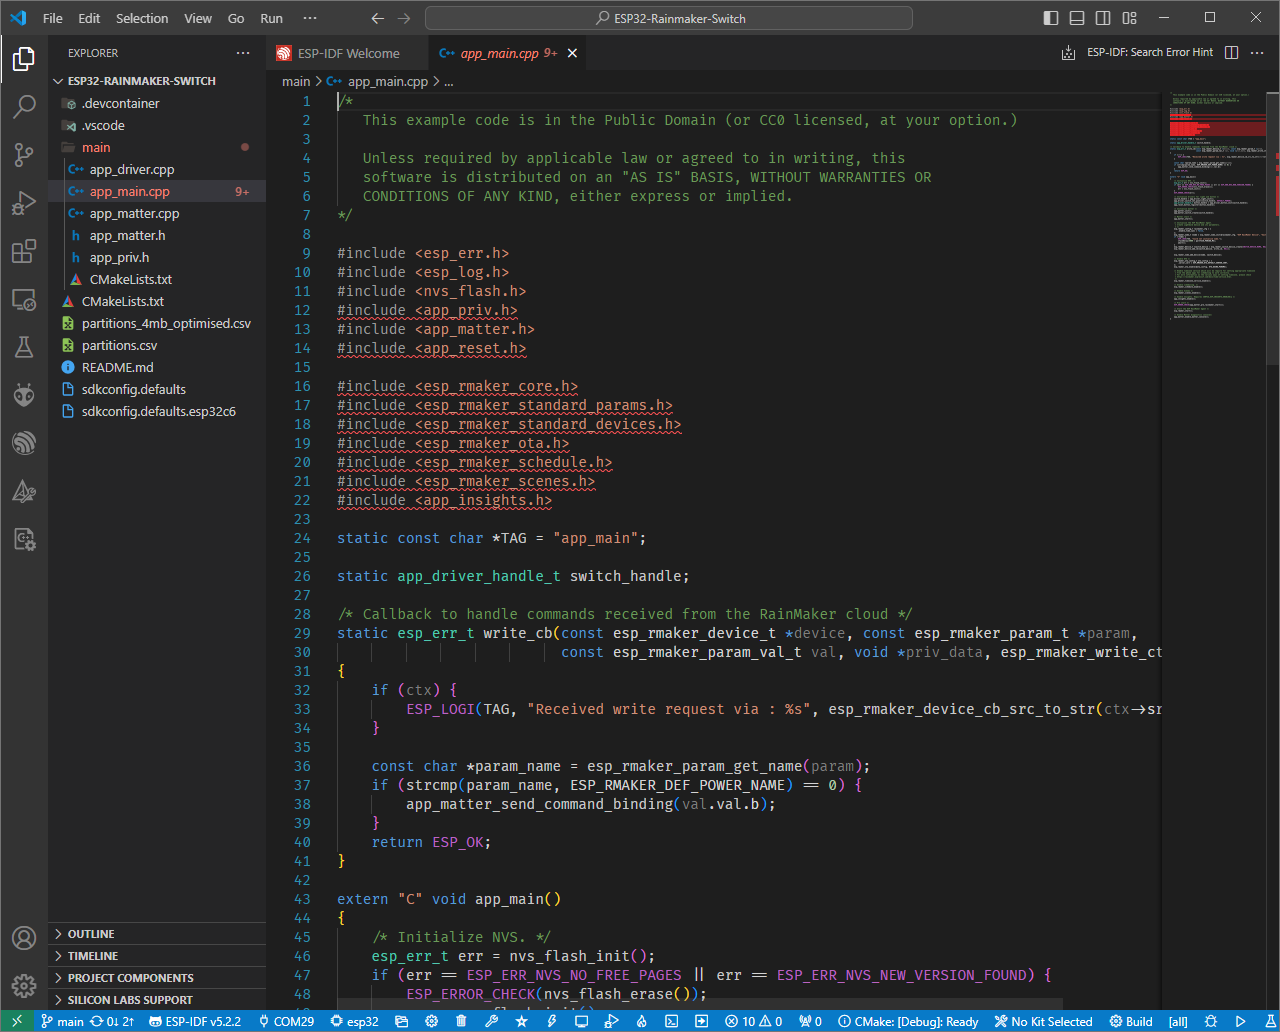 File Edit Selection View Go Run ··· ESP32-Rainmaker-Switch
EXPLORER ···
ESP-IDF Welcome
app_main.cpp 9+
ESP-IDF: Search Error Hint ···
main > app_main.cpp > ...
ESP32-RAINMAKER-SWITCH
.devcontainer
.vscode
main
app_driver.cpp
app_main.cpp 9+
app_matter.cpp
h app_matter.h
h app_priv.h
CMakeLists.txt
CMakeLists.txt
partitions_4mb_optimised.csv
partitions.csv
README.md
sdkconfig.defaults
sdkconfig.defaults.esp32c6
OUTLINE
TIMELINE
PROJECT COMPONENTS
SILICON LABS SUPPORT
1 /*
2 This example code is in the Public Domain (or CC0 licensed, at your option.)
3
4 Unless required by applicable law or agreed to in writing, this
5 software is distributed on an "AS IS" BASIS, WITHOUT WARRANTIES OR
6 CONDITIONS OF ANY KIND, either express or implied.
7 */
8
9 #include <esp_err.h>
10 #include <esp_log.h>
11 #include <nvs_flash.h>
12 #include <app_priv.h>
13 #include <app_matter.h>
14 #include <app_reset.h>
15
16 #include <esp_rmaker_core.h>
17 #include <esp_rmaker_standard_params.h>
18 #include <esp_rmaker_standard_devices.h>
19 #include <esp_rmaker_ota.h>
20 #include <esp_rmaker_schedule.h>
21 #include <esp_rmaker_scenes.h>
22 #include <app_insights.h>
23
24 static const char *TAG = "app_main";
25
26 static app_driver_handle_t switch_handle;
27
28 /* Callback to handle commands received from the RainMaker cloud */
29 static esp_err_t write_cb(const esp_rmaker_device_t *device, const esp_rmaker_param_t *param,
30 const esp_rmaker_param_val_t val, void *priv_data, esp_rmaker_write_ct
31 {
32 if (ctx) {
33 ESP_LOGI(TAG, "Received write request via : %s", esp_rmaker_device_cb_src_to_str(ctx->sr
34 }
35
36 const char *param_name = esp_rmaker_param_get_name(param);
37 if (strcmp(param_name, ESP_RMAKER_DEF_POWER_NAME) == 0) {
38 app_matter_send_command_binding(val.val.b);
39 }
40 return ESP_OK;
41 }
42
43 extern "C" void app_main()
44 {
45 /* Initialize NVS. */
46 esp_err_t err = nvs_flash_init();
47 if (err == ESP_ERR_NVS_NO_FREE_PAGES || err == ESP_ERR_NVS_NEW_VERSION_FOUND) {
48 ESP_ERROR_CHECK(nvs_flash_erase());
main 0↓ 2↑ ESP-IDF v5.2.2 COM29 esp32 10 0 0 CMake: [Debug]: Ready No Kit Selected Build [all]